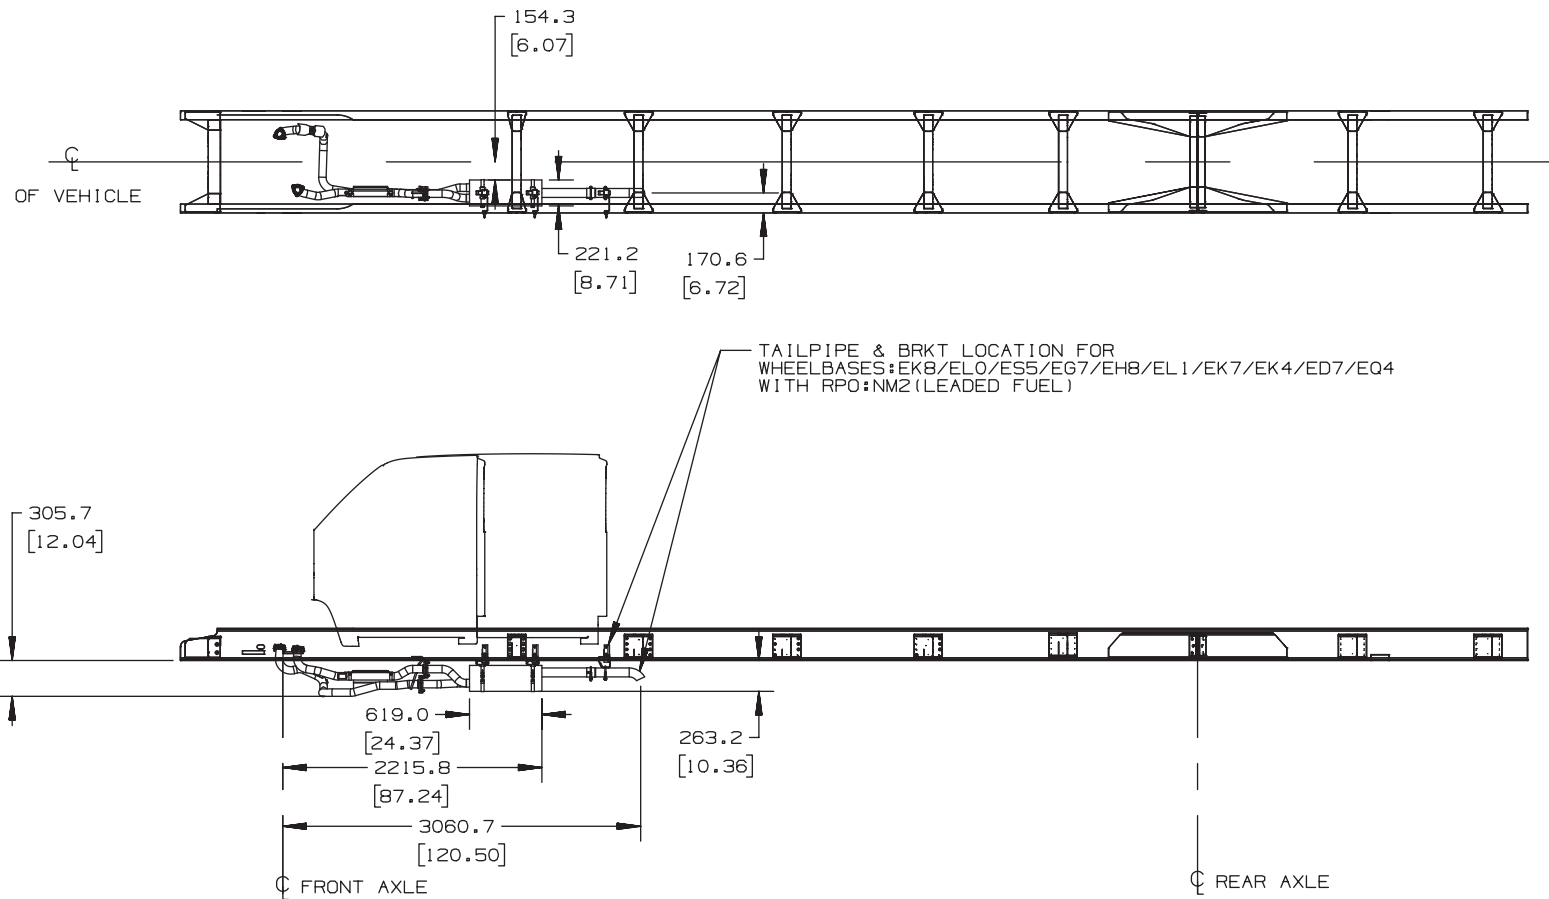 154.3
[6.07]
℄
OF VEHICLE
221.2
[8.71]
170.6
[6.72]
TAILPIPE & BRKT LOCATION FOR
WHEELBASES:EK8/EL0/ES5/EG7/EH8/EL1/EK7/EK4/ED7/EQ4
WITH RPO:NM2(LEADED FUEL)
305.7
[12.04]
619.0
[24.37]
263.2
[10.36]
2215.8
[87.24]
3060.7
[120.50]
℄ FRONT AXLE
℄ REAR AXLE